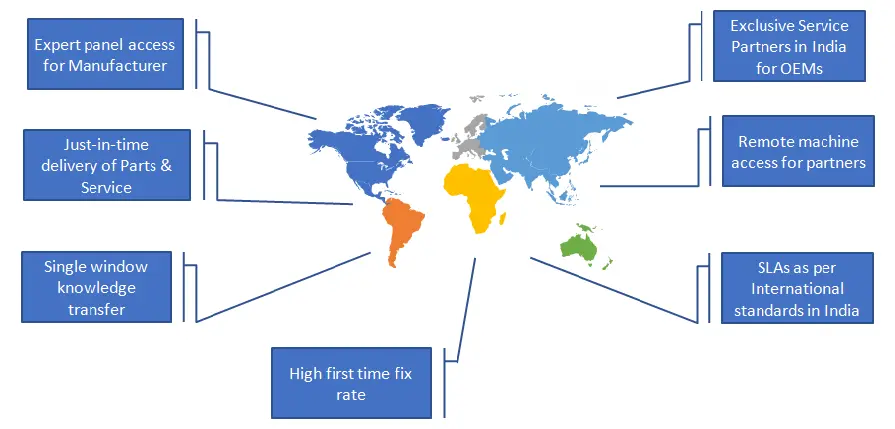 Expert panel access
for Manufacturer
Exclusive Service
Partners in India
for OEMs
Just-in-time
delivery of Parts &
Service
Remote machine
access for partners
Single window
knowledge
transfer
SLAs as per
International
standards in India
High first time fix
rate